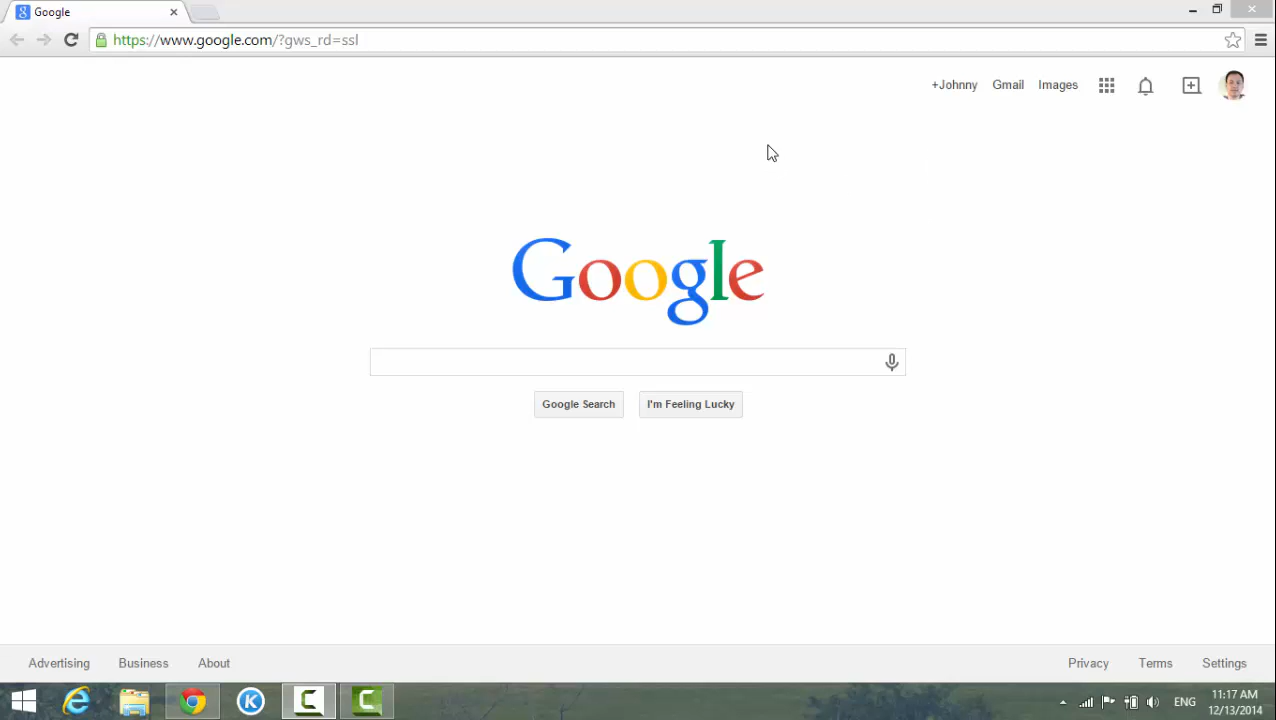 Google
https://www.google.com/?gws_rd=ssl
+Johnny Gmail Images
Google
Google Search I'm Feeling Lucky
Advertising Business About Privacy Terms Settings
ENG 11:17 AM
12/13/2014